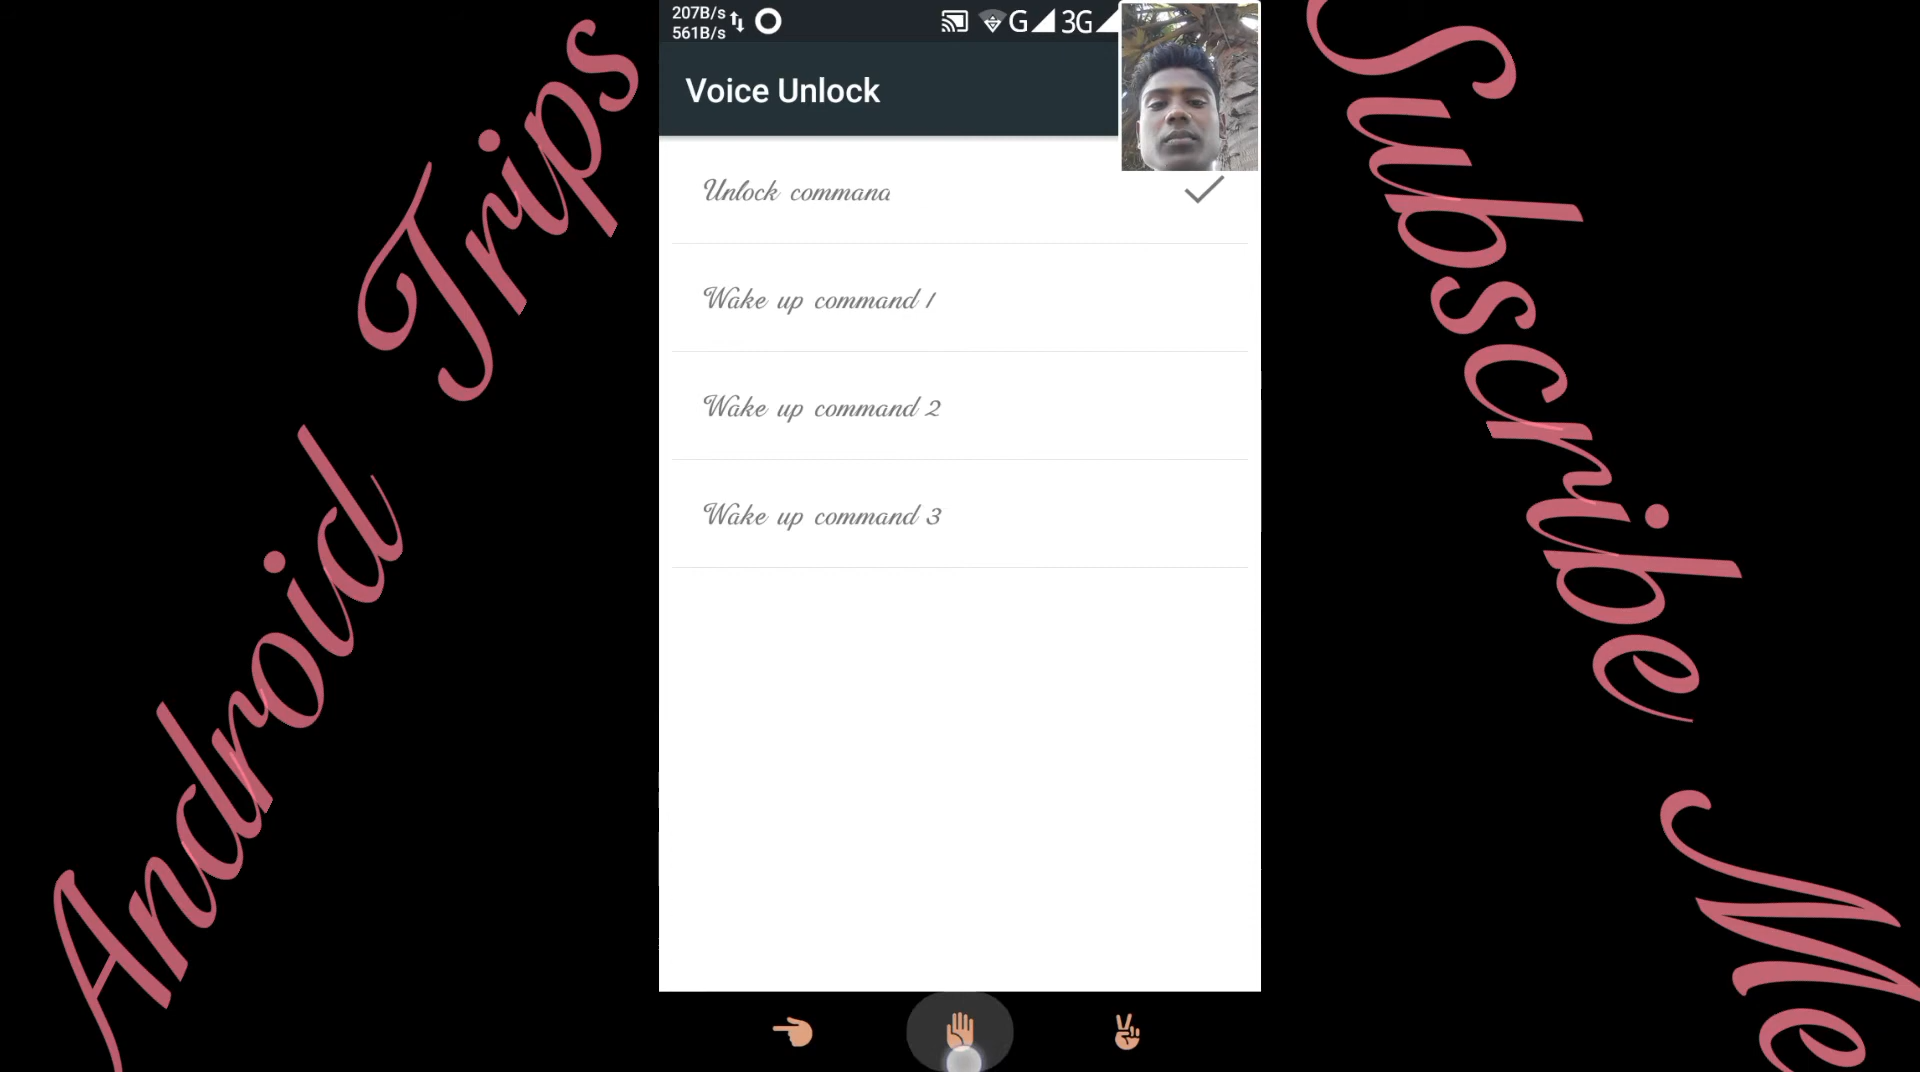 Android Trips
207B/s
561B/s
G 3G
Voice Unlock
Unlock command
Wake up command 1
Wake up command 2
Wake up command 3
Subscribe Me